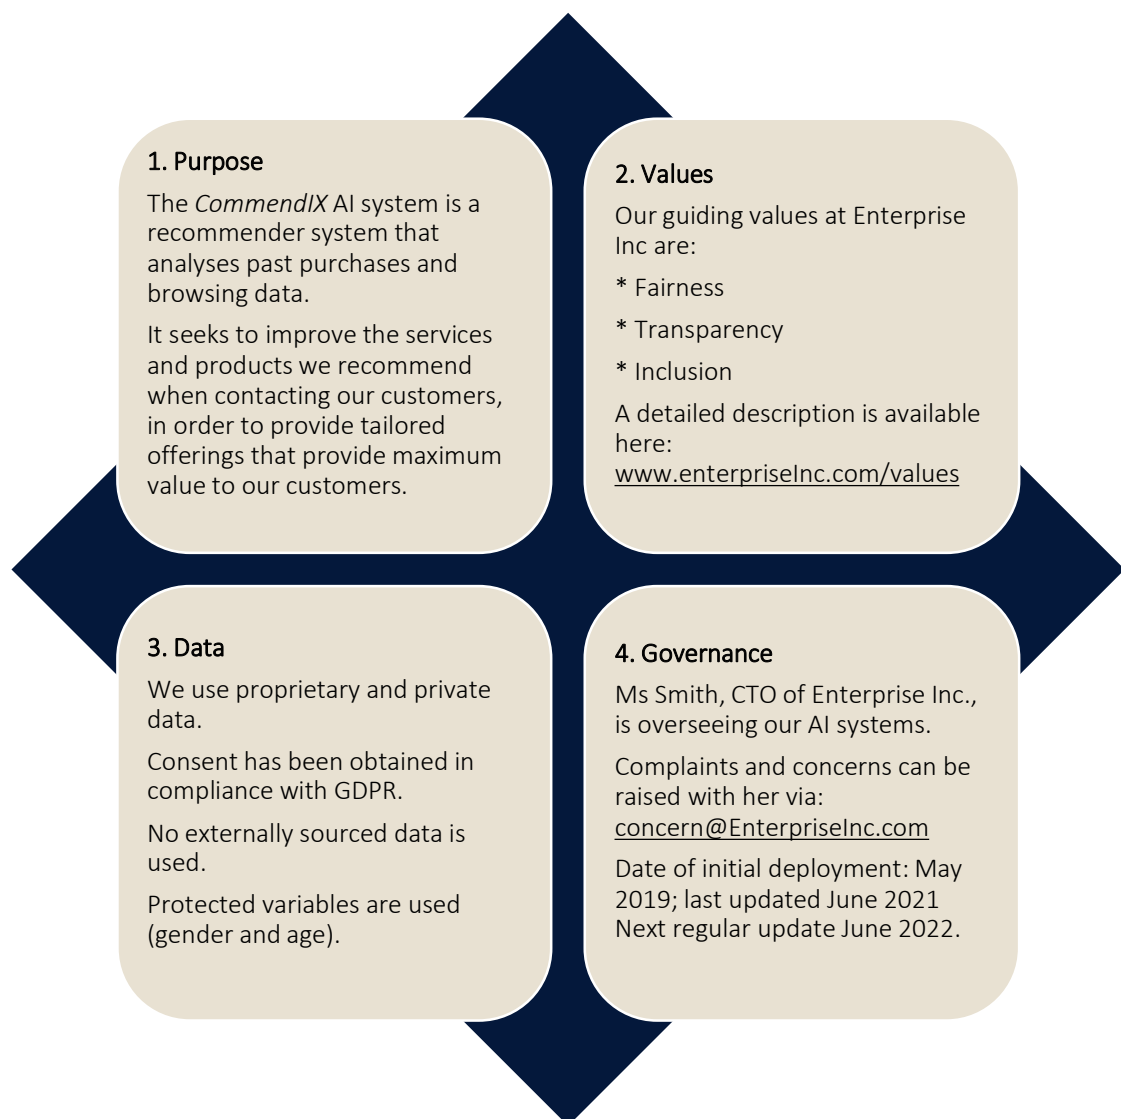 1. Purpose
The CommendIX AI system is a
recommender system that
analyses past purchases and
browsing data.
It seeks to improve the services
and products we recommend
when contacting our customers,
in order to provide tailored
offerings that provide maximum
value to our customers.
2. Values
Our guiding values at Enterprise
Inc are:
* Fairness
* Transparency
* Inclusion
A detailed description is available
here:
www.enterpriseInc.com/values
3. Data
We use proprietary and private
data.
Consent has been obtained in
compliance with GDPR.
No externally sourced data is
used.
Protected variables are used
(gender and age).
4. Governance
Ms Smith, CTO of Enterprise Inc.,
is overseeing our AI systems.
Complaints and concerns can be
raised with her via:
concern@EnterpriseInc.com
Date of initial deployment: May
2019; last updated June 2021
Next regular update June 2022.